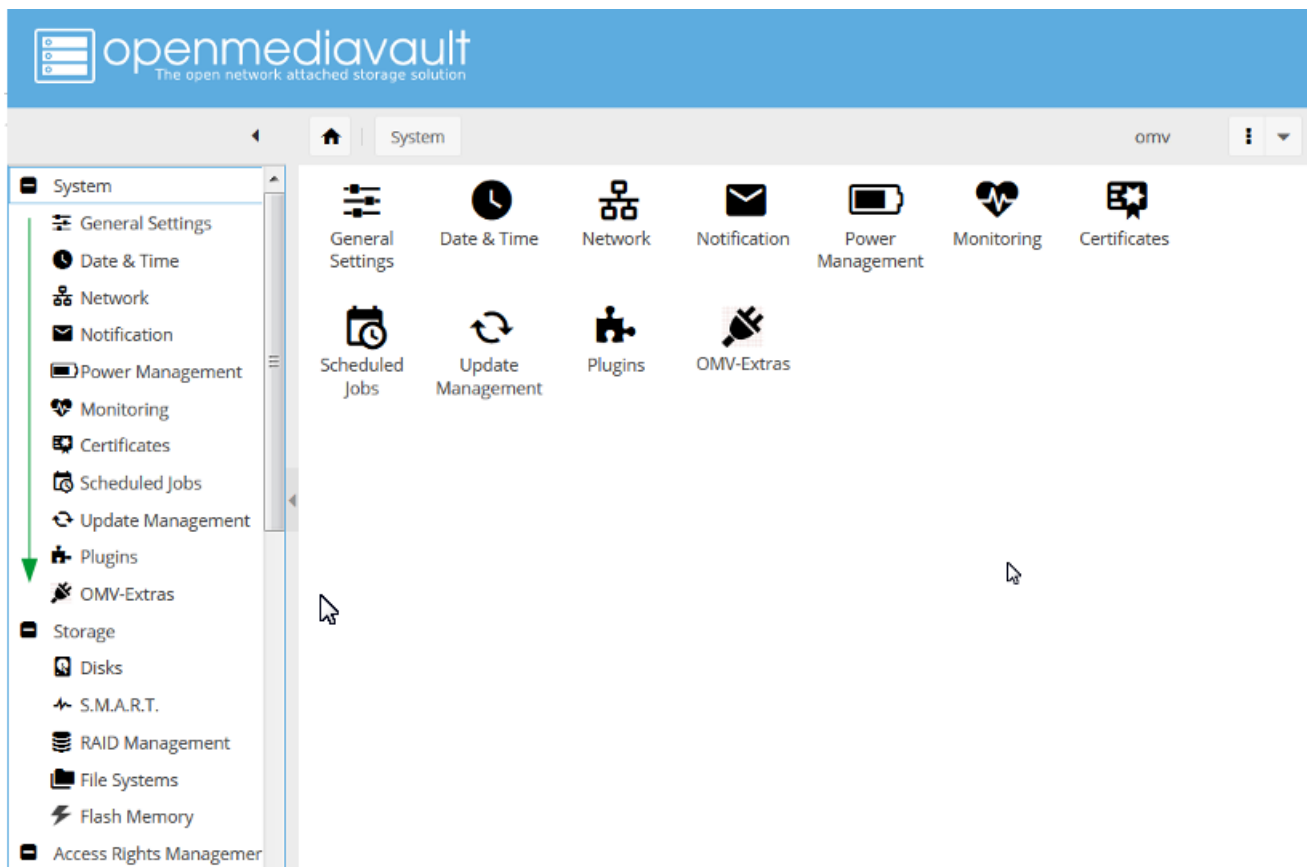 openmediavault
The open network attached storage solution
System
omv
System
General Settings
Date & Time
Network
Notification
Power Management
Monitoring
Certificates
Scheduled Jobs
Update Management
Plugins
OMV-Extras
Storage
Disks
S.M.A.R.T.
RAID Management
File Systems
Flash Memory
Access Rights Managemen
General
Settings
Date & Time
Network
Notification
Power
Management
Monitoring
Certificates
Scheduled
Jobs
Update
Management
Plugins
OMV-Extras